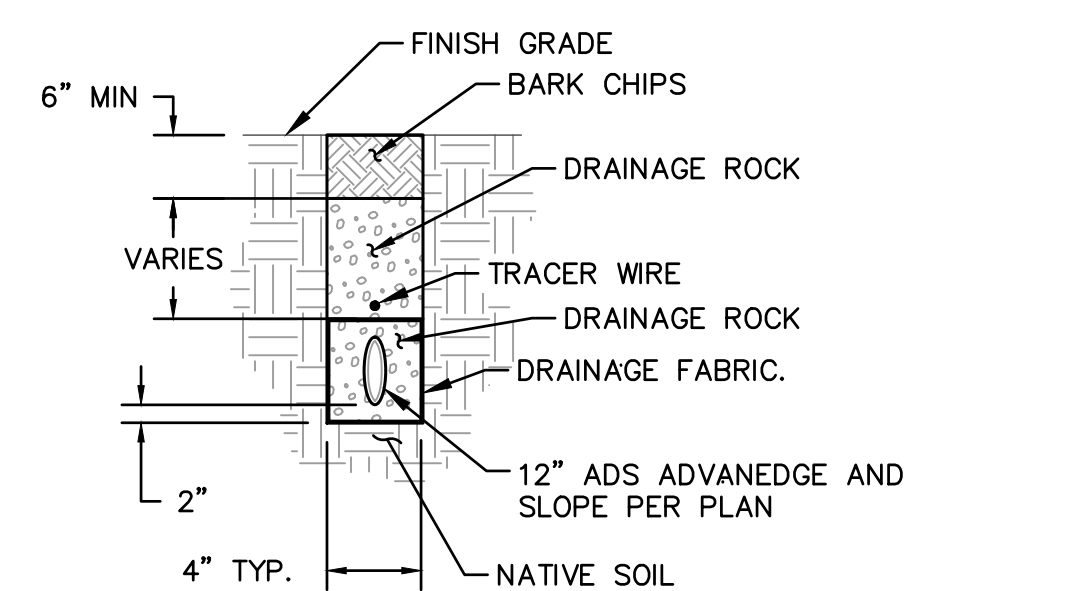 FINISH GRADE
BARK CHIPS
6" MIN
DRAINAGE ROCK
VARIES
TRACER WIRE
DRAINAGE ROCK
DRAINAGE FABRIC.
12" ADS ADVANEDGE AND
SLOPE PER PLAN
2"
4" TYP.
NATIVE SOIL